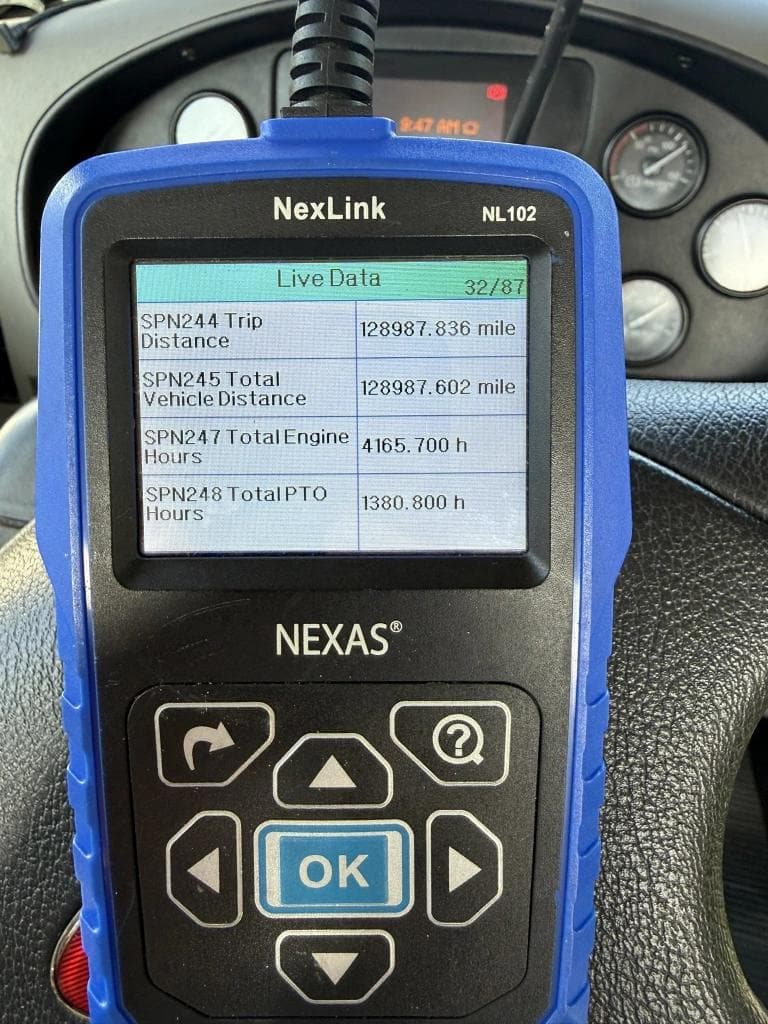 9:47 AM
NexLink
NL102
Live Data
32/87
SPN244 Trip
Distance
128987.836 mile
SPN245 Total
Vehicle Distance
128987.602 mile
SPN247 Total Engine
Hours
4165.700 h
SPN248 Total PTO
Hours
1380.800 h
NEXAS®
?
OK